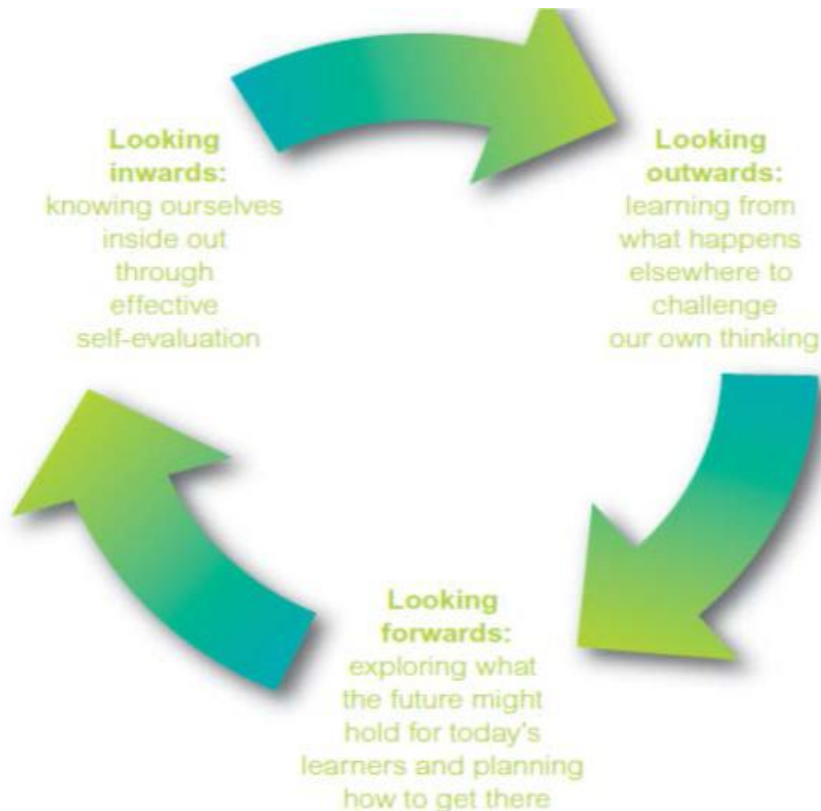 Looking
inwards:
knowing ourselves
inside out
through
effective
self-evaluation
Looking
outwards:
learning from
what happens
elsewhere to
challenge
our own thinking
Looking
forwards:
exploring what
the future might
hold for today's
learners and planning
how to get there